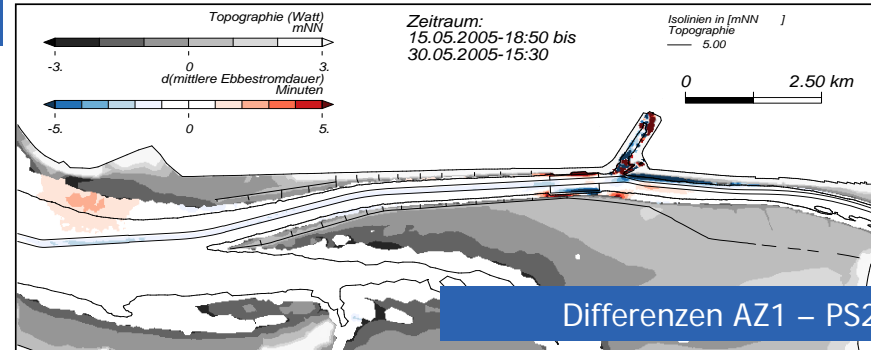 Topographie (Watt)
mNN
-3. 0 3.
d(mittlere Ebbestromdauer)
Minuten
-5. 0 5.
Zeitraum:
15.05.2005-18:50 bis
30.05.2005-15:30
Isolinien in [mNN ]
Topographie
5.00
0 2.50 km
Differenzen AZ1 – PS2